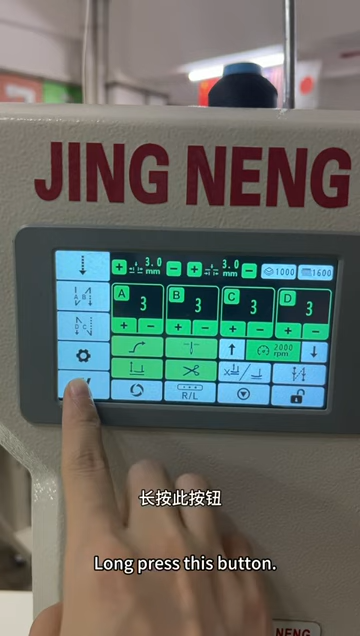 JING NENG
+ 3.0 mm - + 3.0 mm - 1000 1600
A 3 B 3 C 3 D 3
+ - + - + - + -
2000 rpm
R/L
长按此按钮
Long press this button.
NENG